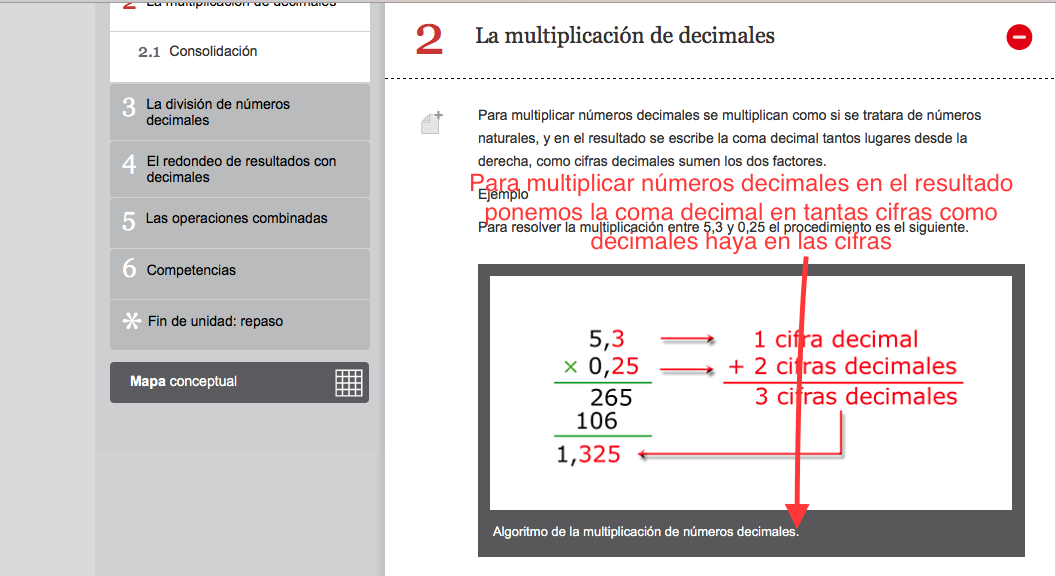 2 La multiplicación de decimales
2.1 Consolidación
3 La división de números
decimales
4 El redondeo de resultados con
decimales
5 Las operaciones combinadas
6 Competencias
* Fin de unidad: repaso
Mapa conceptual
2 La multiplicación de decimales
Para multiplicar números decimales se multiplican como si se tratara de números
naturales, y en el resultado se escribe la coma decimal tantos lugares desde la
derecha, como cifras decimales sumen los dos factores.
Para multiplicar números decimales en el resultado
ponemos la coma decimal en tantas cifras como
decimales haya en las cifras
Ejemplo
Para resolver la multiplicación entre 5,3 y 0,25 el procedimiento es el siguiente.
5,3 1 cifra decimal
× 0,25 + 2 cifras decimales
265 3 cifras decimales
106
1,325
Algoritmo de la multiplicación de números decimales.